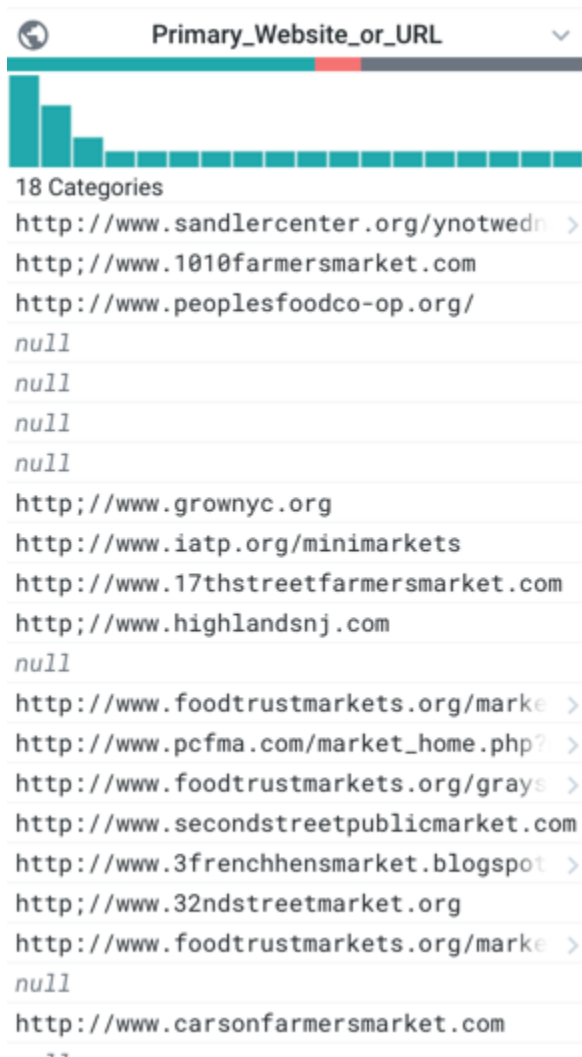 Primary_Website_or_URL
18 Categories
http://www.sandlercenter.org/ynotwedn
http;//www.1010farmersmarket.com
http://www.peoplesfoodco-op.org/
null
null
null
null
http;//www.grownyc.org
http://www.iatp.org/minimarkets
http://www.17thstreetfarmersmarket.com
http;//www.highlandsnj.com
null
http://www.foodtrustmarkets.org/marke
http://www.pcfma.com/market_home.php?
http://www.foodtrustmarkets.org/grays
http://www.secondstreetpublicmarket.com
http://www.3frenchhensmarket.blogspot
http;//www.32ndstreetmarket.org
http://www.foodtrustmarkets.org/marke
null
http://www.carsonfarmersmarket.com